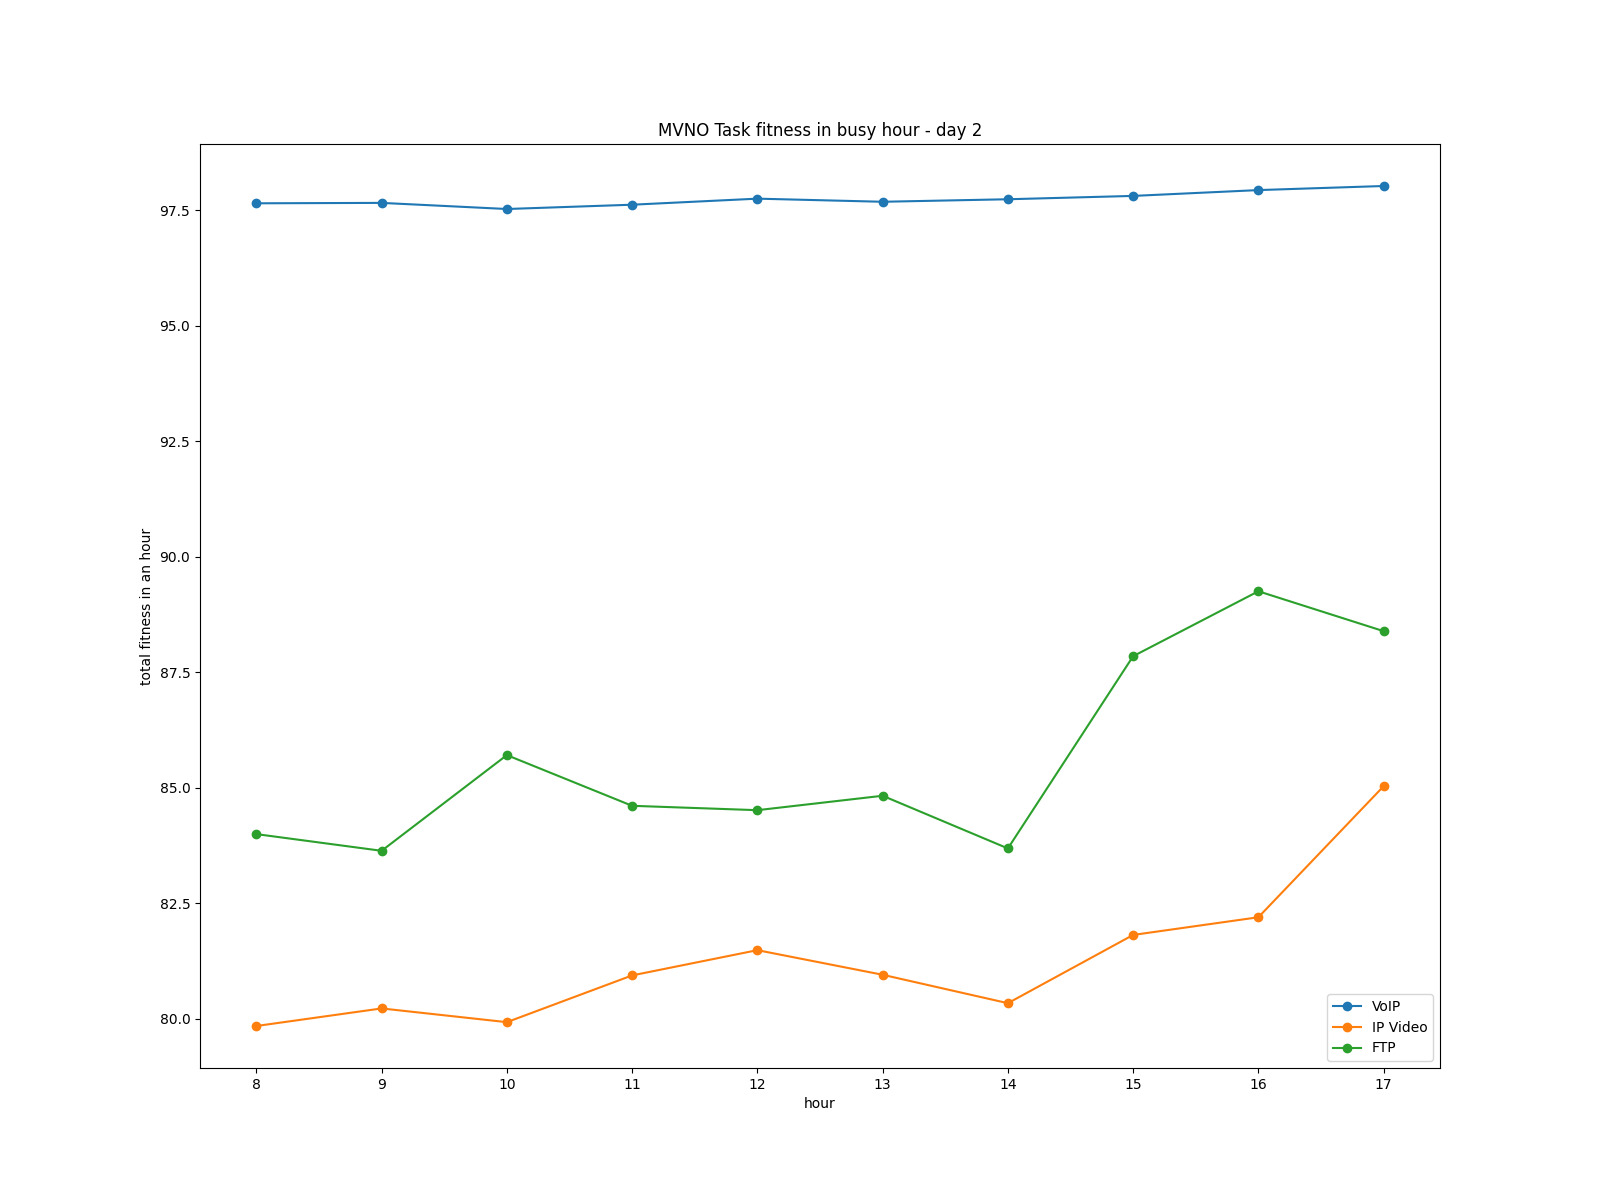 MVNO Task fitness in busy hour - day 2
total fitness in an hour
97.5
95.0
92.5
90.0
87.5
85.0
82.5
80.0
VoIP
IP Video
FTP
8 9 10 11 12 13 14 15 16 17
hour